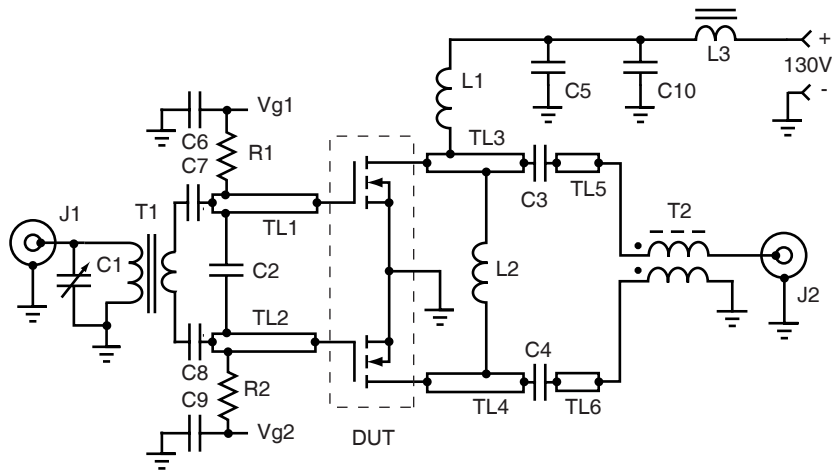 L3
+
130V
-
L1
C5
C10
Vg1
C6
C7
R1
TL3
C3
TL5
J1
T1
TL1
T2
C1
C2
L2
J2
TL2
C4
C8
C9
R2
TL4
TL6
Vg2
DUT